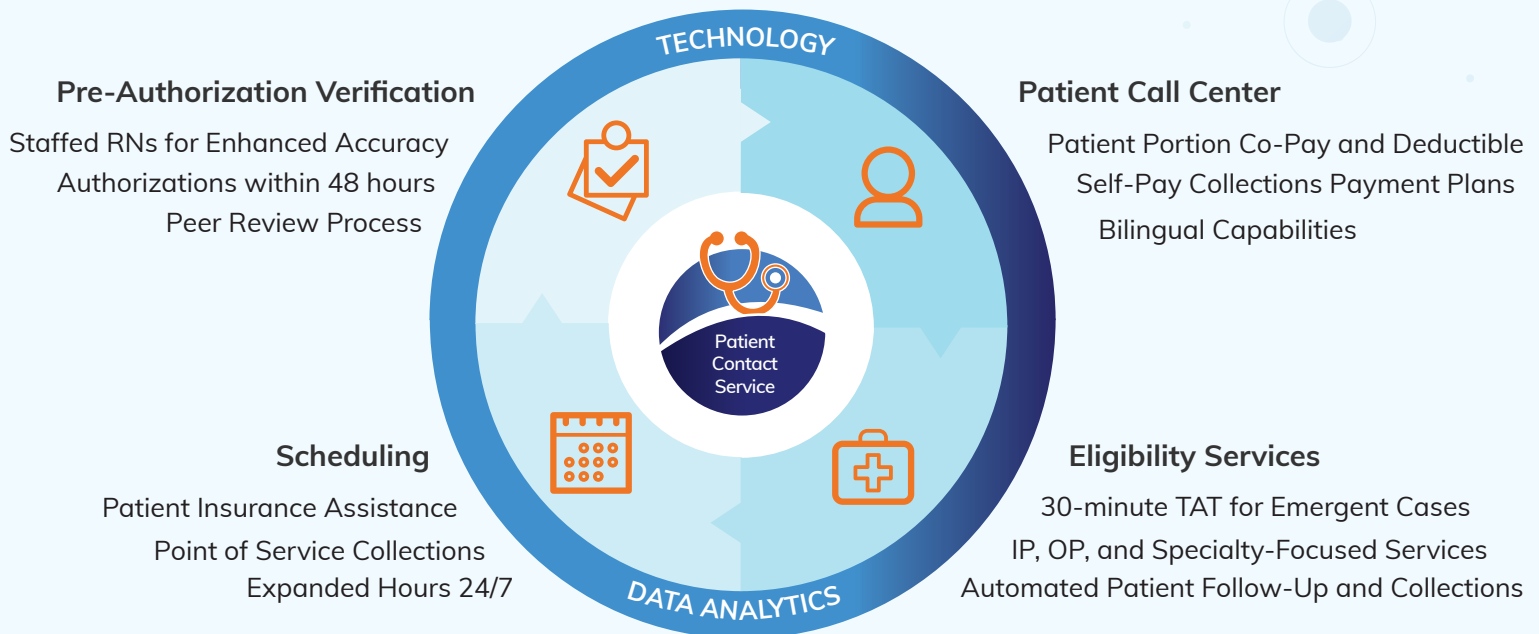 TECHNOLOGY
Pre-Authorization Verification
Staffed RNs for Enhanced Accuracy
Authorizations within 48 hours
Peer Review Process
Patient Call Center
Patient Portion Co-Pay and Deductible
Self-Pay Collections Payment Plans
Bilingual Capabilities
Patient
Contact
Service
Scheduling
Patient Insurance Assistance
Point of Service Collections
Expanded Hours 24/7
Eligibility Services
30-minute TAT for Emergent Cases
IP, OP, and Specialty-Focused Services
Automated Patient Follow-Up and Collections
DATA ANALYTICS